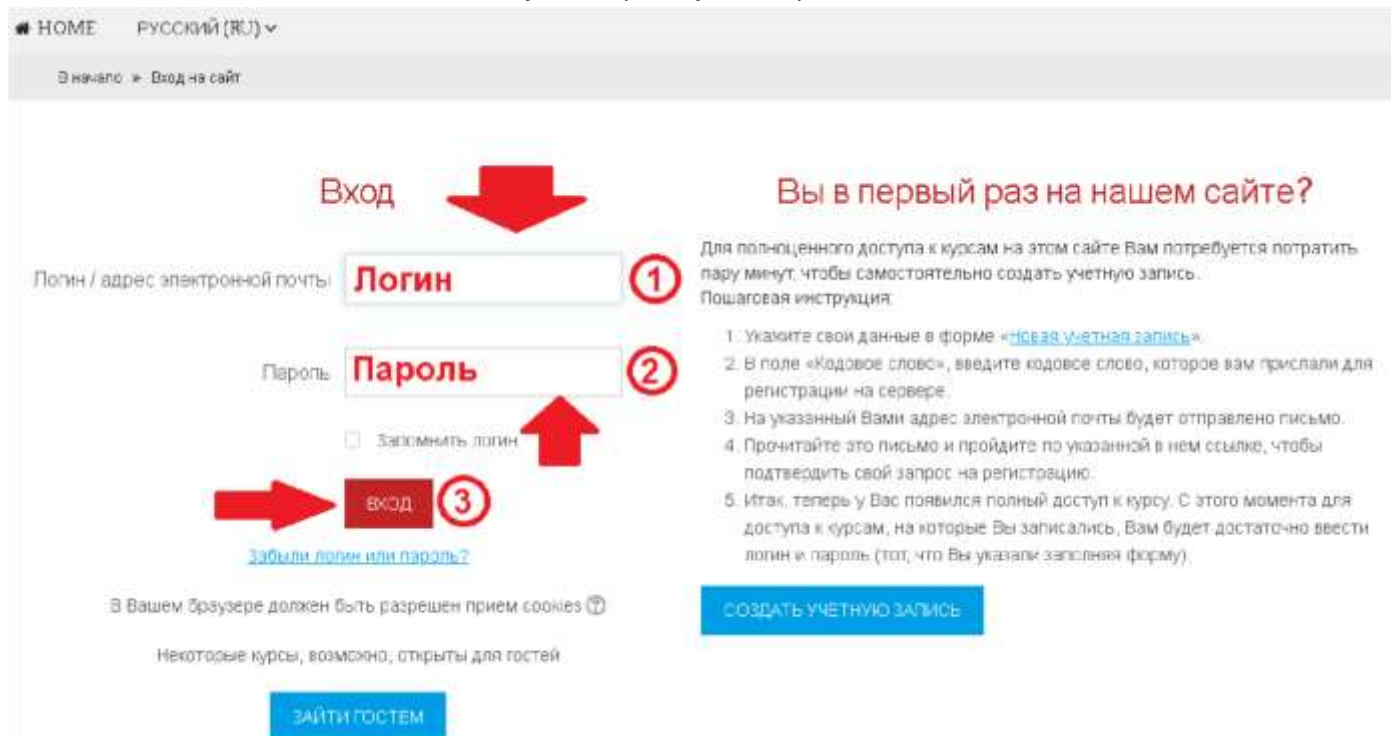 HOME РУССКИЙ (RU)
В начало » Вход на сайт
Вход
Логин / адрес электронной почты
Логин
1
Пароль
Пароль
2
Запомнить логин
ВХОД
3
Забыли логин или пароль?
В Вашем браузере должен быть разрешен прием cookies
Некоторые курсы, возможно, открыты для гостей
ЗАЙТИ ГОСТЕМ
Вы в первый раз на нашем сайте?
Для полноценного доступа к курсам на этом сайте Вам потребуется потратить
пару минут, чтобы самостоятельно создать учетную запись.
Пошаговая инструкция:
1. Укажите свои данные в форме «Новая учетная запись».
2. В поле «Кодовое слово», введите кодовое слово, которое вам прислали для
регистрации на сервере.
3. На указанный Вами адрес электронной почты будет отправлено письмо.
4. Прочитайте это письмо и пройдите по указанной в нем ссылке, чтобы
подтвердить свой запрос на регистрацию.
5. Итак, теперь у Вас появился полный доступ к курсу. С этого момента для
доступа к курсам, на которые Вы записались, Вам будет достаточно ввести
логин и пароль (тот, что Вы указали заполняя форму).
СОЗДАТЬ УЧЕТНУЮ ЗАПИСЬ